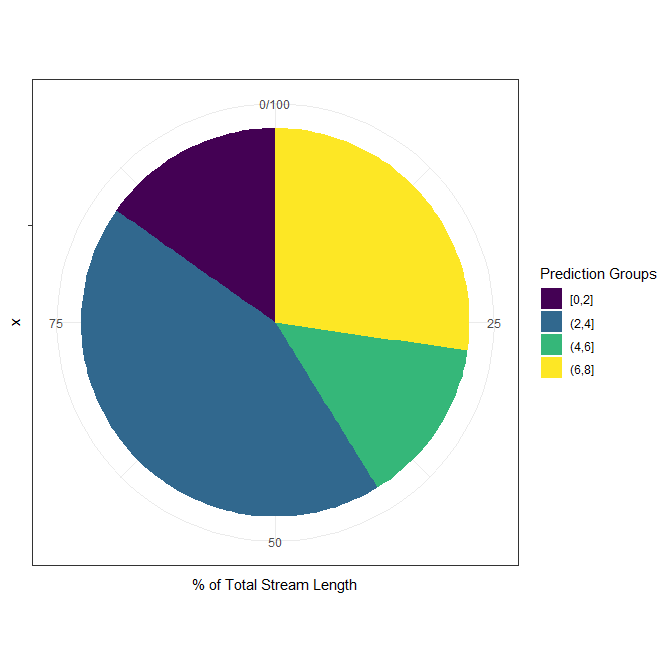 0/100
25
50
75
x
% of Total Stream Length
Prediction Groups
[0,2]
(2,4]
(4,6]
(6,8]